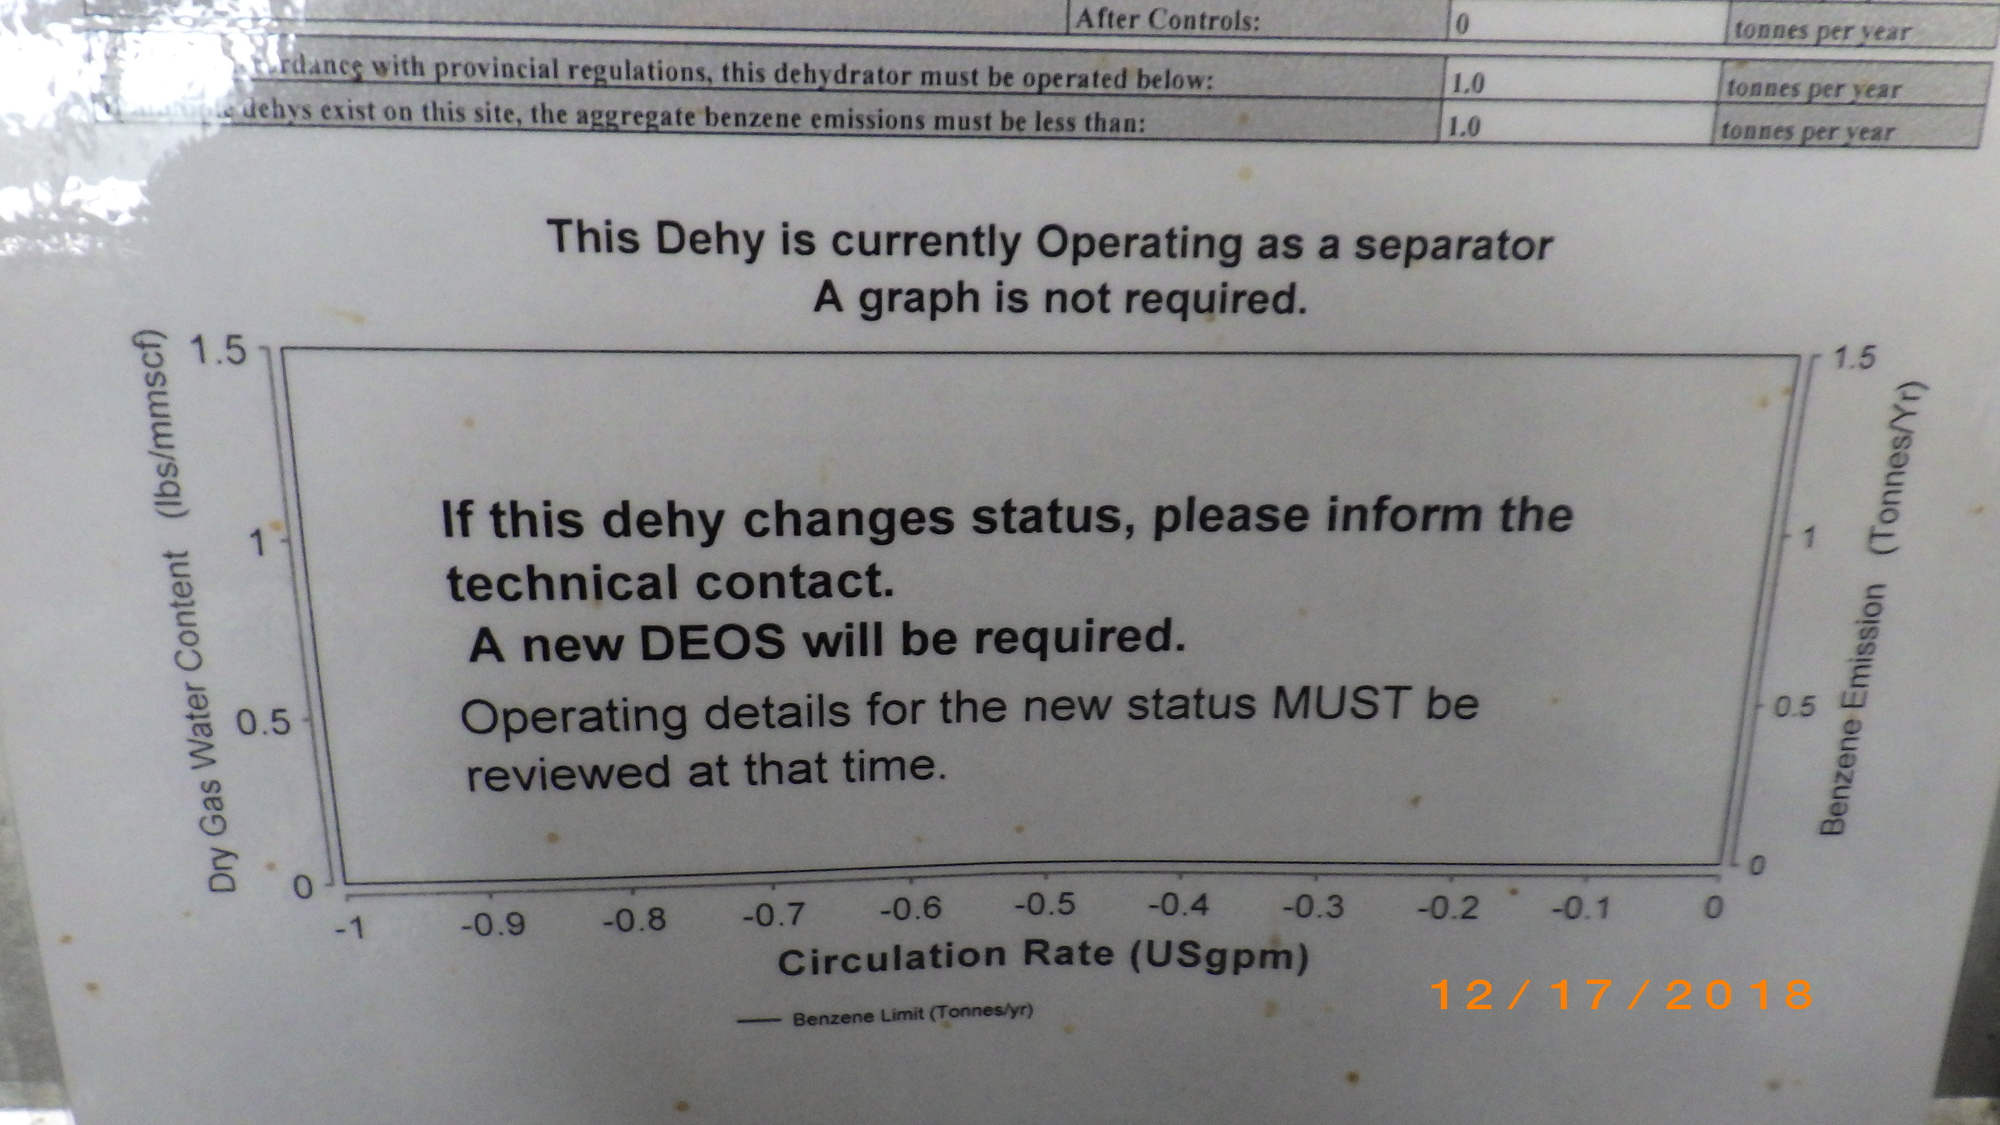 After Controls: 0 tonnes per year
with provincial regulations, this dehydrator must be operated below: 1.0 tonnes per year
dehys exist on this site, the aggregate benzene emissions must be less than: 1.0 tonnes per year
This Dehy is currently Operating as a separator
A graph is not required.
1.5
1
0.5
0
Dry Gas Water Content (lbs/mmscf)
If this dehy changes status, please inform the
technical contact.
A new DEOS will be required.
Operating details for the new status MUST be
reviewed at that time.
1.5
1
0.5
0
Benzene Emission (Tonnes/Yr)
-1 -0.9 -0.8 -0.7 -0.6 -0.5 -0.4 -0.3 -0.2 -0.1 0
Circulation Rate (USgpm)
Benzene Limit (Tonnes/yr)
12/17/2018